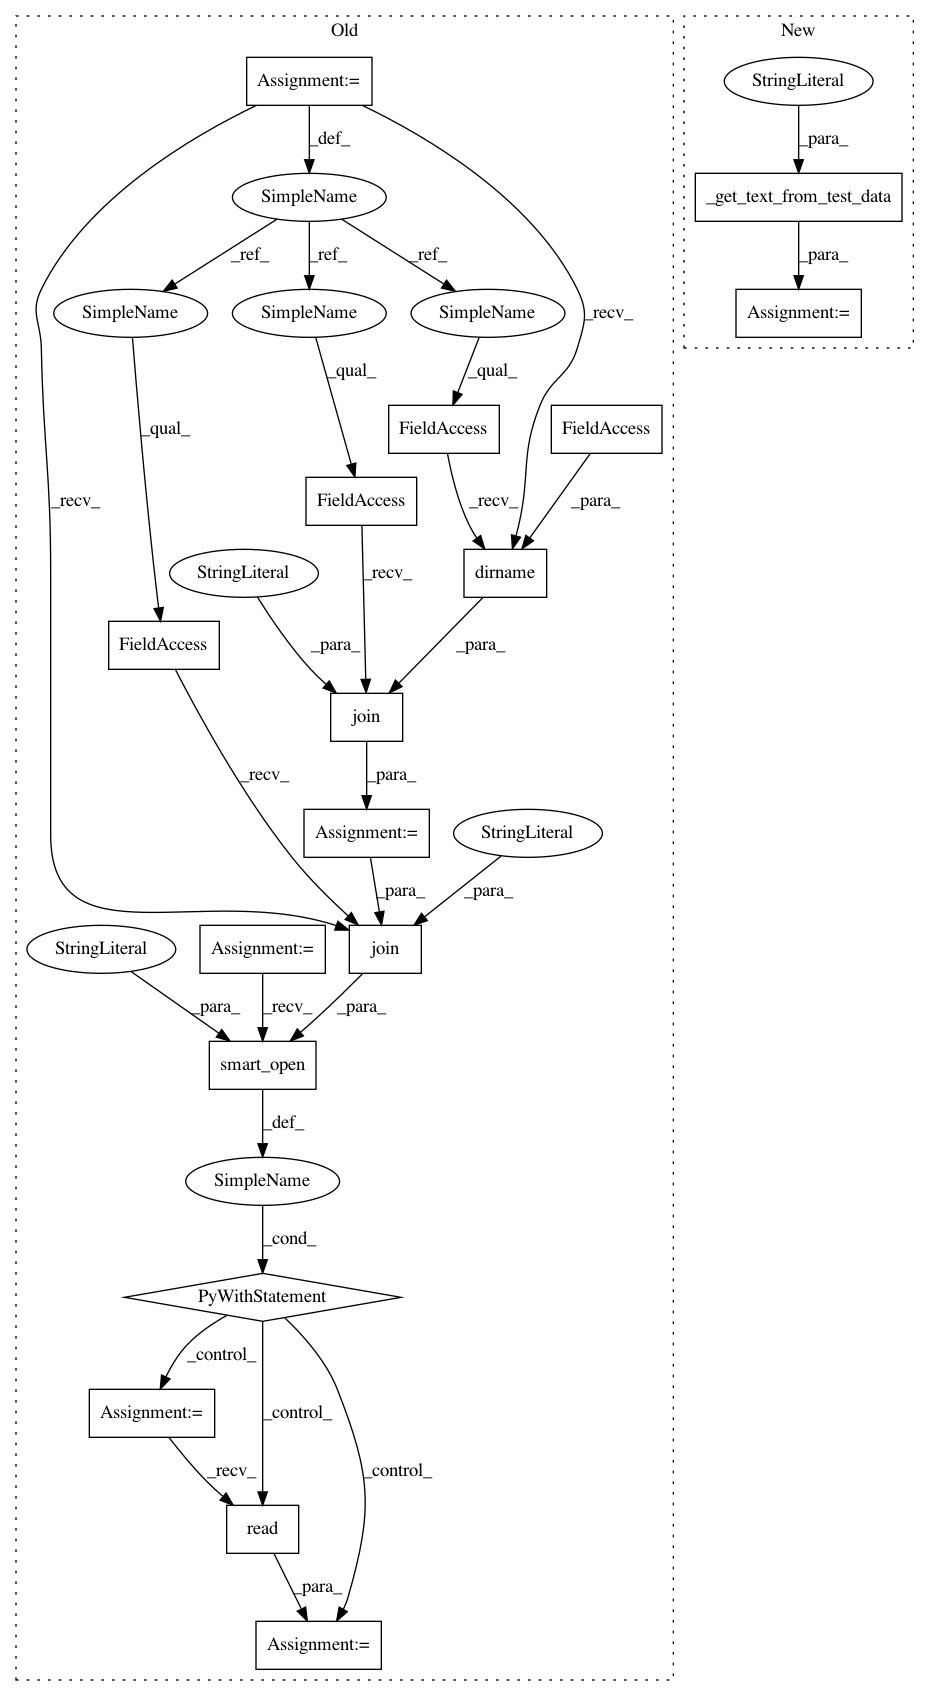 Old
New
Assignment:=
StringLiteral
_def_
_para_
SimpleName
_get_text_from_test_data
_ref_
_ref_
_ref_
_para_
SimpleName
SimpleName
SimpleName
_recv_
Assignment:=
_qual_
_qual_
_qual_
FieldAccess
FieldAccess
_recv_
FieldAccess
_recv_
_para_
StringLiteral
_recv_
dirname
FieldAccess
_para_
_para_
join
_recv_
_para_
Assignment:=
StringLiteral
_para_
_para_
StringLiteral
Assignment:=
join
_para_
_recv_
_para_
smart_open
_def_
SimpleName
_cond_
PyWithStatement
_control_
Assignment:=
_control_
_recv_
_control_
read
_para_
Assignment:=